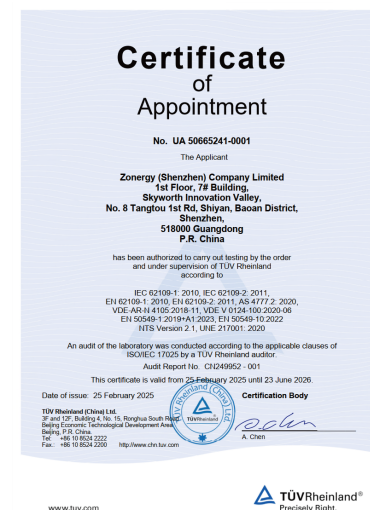 Certificate
of
Appointment
No. UA 50665241-0001
The Applicant
Zonergy (Shenzhen) Company Limited
1st Floor, 7# Building,
Skyworth Innovation Valley,
No. 8 Tangtou 1st Rd, Shiyan, Baoan District,
Shenzhen,
518000 Guangdong
P.R. China
has been authorized to carry out testing by the order
and under supervision of TÜV Rheinland
according to
IEC 62109-1: 2010, IEC 62109-2: 2011,
EN 62109-1: 2010, EN 62109-2: 2011, AS 4777.2: 2020,
VDE-AR-N 4105:2018-11, VDE V 0124-100:2020-06
EN 50549-1:2019+A1:2023, EN 50549-10:2022
NTS Version 2.1, UNE 217001: 2020
An audit of the laboratory was conducted according to the applicable clauses of
ISO/IEC 17025 by a TÜV Rheinland auditor.
Audit Report No. CN249952 - 001
This certificate is valid from 25 February 2025 until 23 June 2026.
Date of issue: 25 February 2025
Certification Body
TÜV Rheinland (China) Ltd.
3F and 12F, Building 4, No. 15, Ronghua South Road,
Beijing Economic Technological Development Area
Beijing, P.R. China.
Tel: +86 10 8524 2222
Fax: +86 10 8524 2200 http://www.chn.tuv.com
TÜV Rheinland (China) Ltd.
TÜVRheinland
A. Chen
TÜVRheinland®
www.tuv.com
Precisely Right.